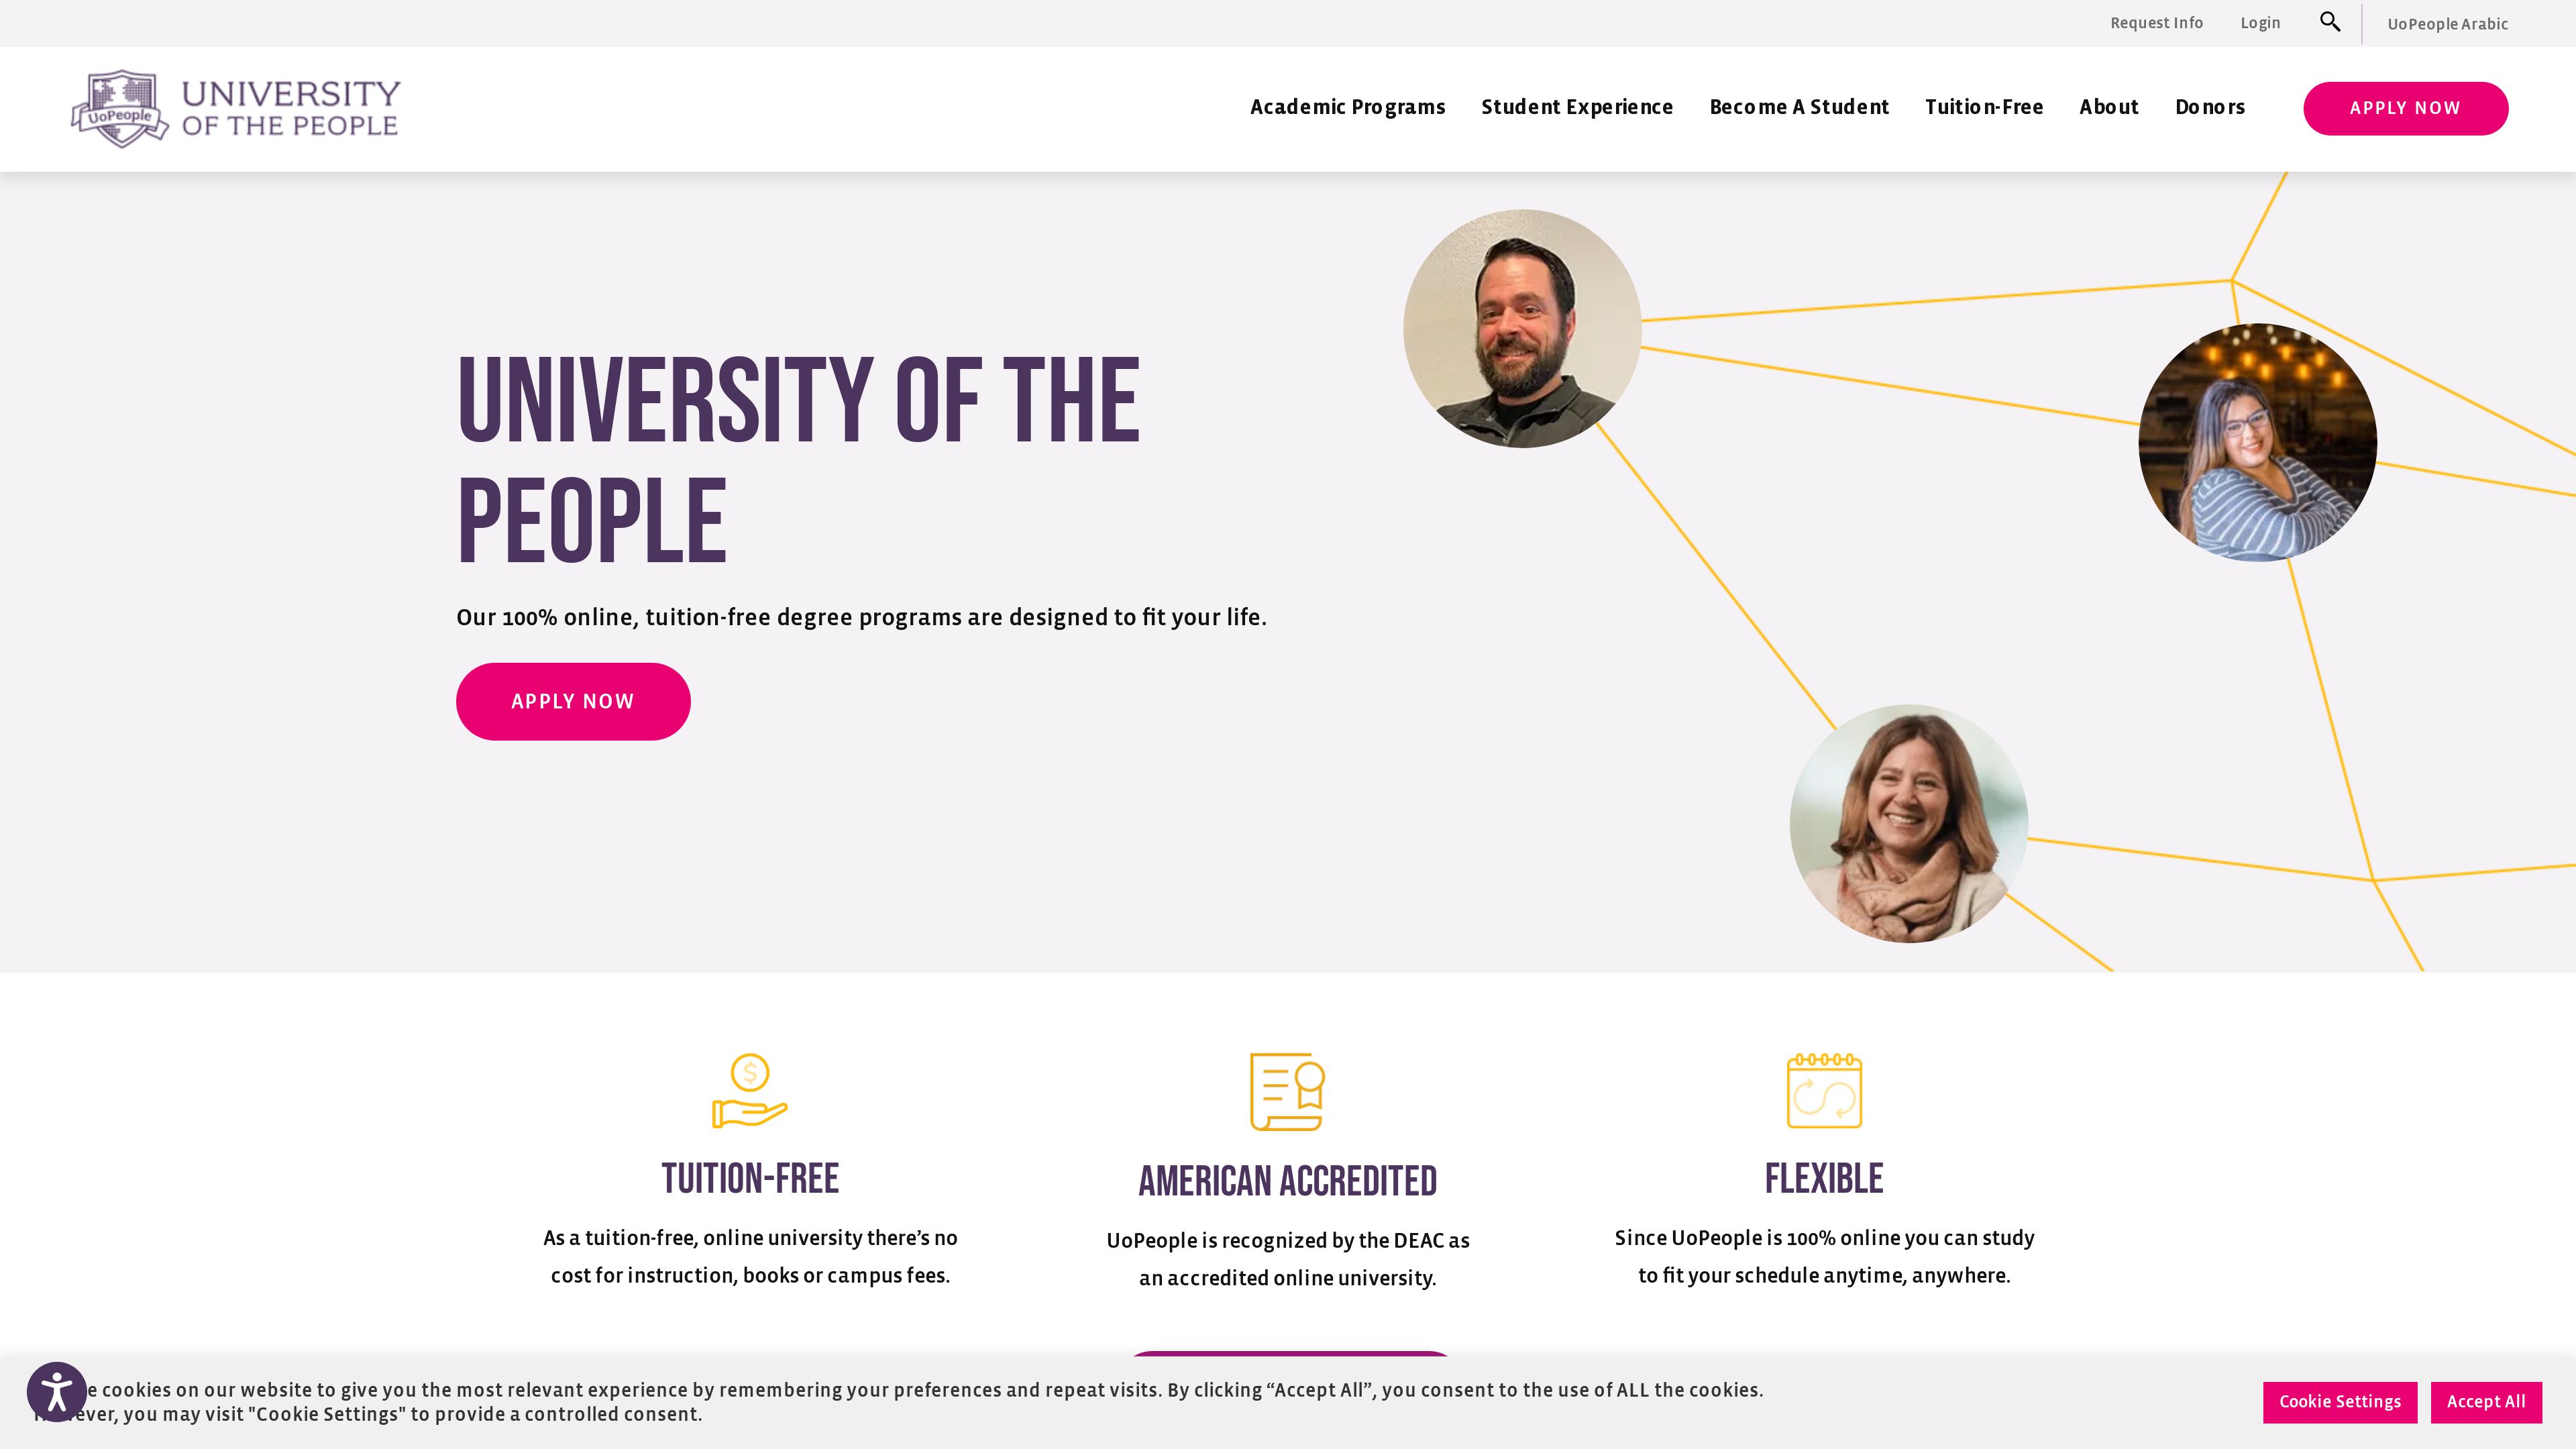 Request Info
Login
UoPeople Arabic
UoPeople
UNIVERSITY
OF THE PEOPLE
Academic Programs
Student Experience
Become A Student
Tuition-Free
About
Donors
APPLY NOW
UNIVERSITY OF THE
PEOPLE
Our 100% online, tuition-free degree programs are designed to fit your life.
APPLY NOW
$
TUITION-FREE
As a tuition-free, online university there’s no
cost for instruction, books or campus fees.
AMERICAN ACCREDITED
UoPeople is recognized by the DEAC as
an accredited online university.
FLEXIBLE
Since UoPeople is 100% online you can study
to fit your schedule anytime, anywhere.
cookies on our website to give you the most relevant experience by remembering your preferences and repeat visits. By clicking “Accept All”, you consent to the use of ALL the cookies.
you may visit "Cookie Settings" to provide a controlled consent.
Cookie Settings
Accept All